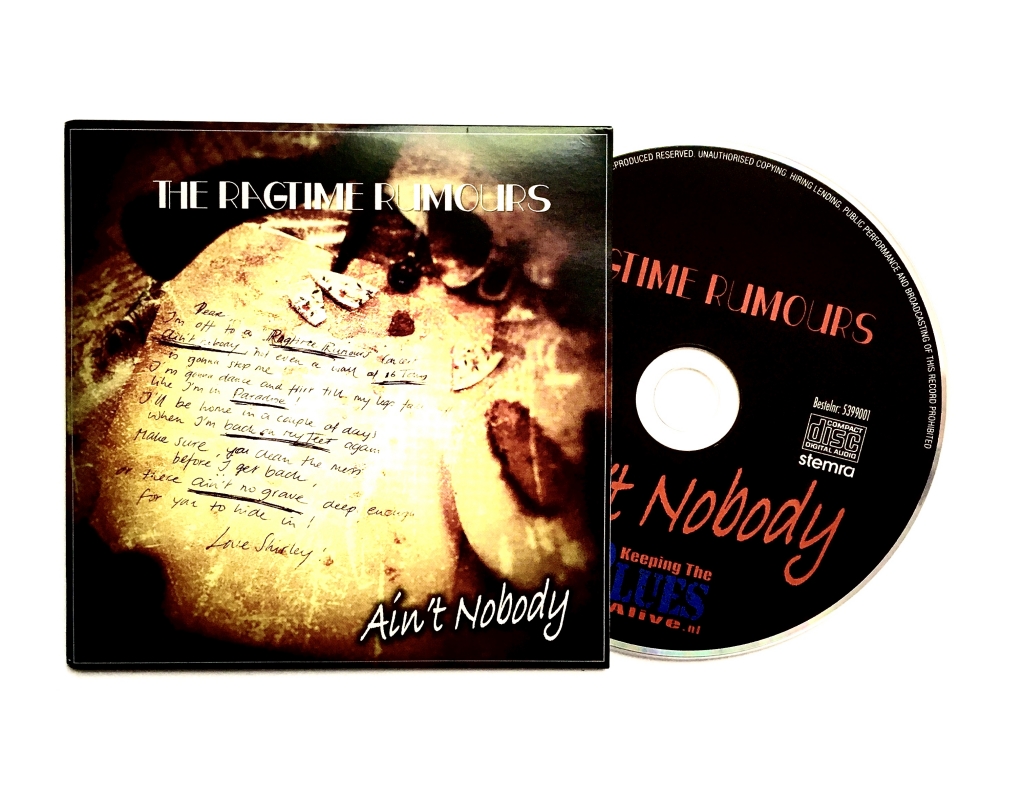 THE RAGTIME RUMOURS
Dear
I'm off to a Ragtime Rumours concert
Ain't nobody, not even a wall of 16 Tons
is gonna stop me!
I'm gonna dance and flirt till my legs
like I'm in Paradise!
I'll be home in a couple of days
when I'm back on my feet again
Make sure, you clean the mess
before I get back,
there ain't no grave deep enough
for you to hide in!
Love Shirley!
Ain't Nobody
PRODUCED RESERVED. UNAUTHORISED COPYING, HIRING LENDING, PUBLIC PERFORMANCE AND BROADCASTING OF THIS RECORD PROHIBITED
GTIME RUMOURS
Bestelnr: 5399001
COMPACT
disc
DIGITAL AUDIO
stemra
't Nobody
Keeping The
BLUES
Alive.nl